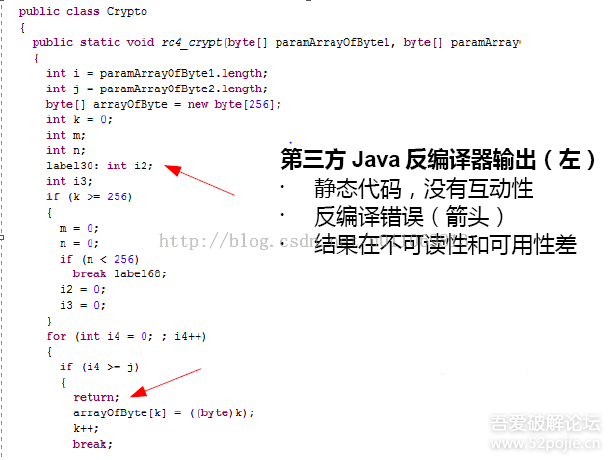 public class Crypto
{
public static void rc4_crypt(byte[] paramArrayOfByte1, byte[] paramArray
{
int i = paramArrayOfByte1.length;
int j = paramArrayOfByte2.length;
byte[] arrayOfByte = new byte[256];
int k = 0;
int m;
int n;
label30: int i2;
int i3;
if (k >= 256)
{
m = 0;
n = 0;
if (n < 256)
break label68;
i2 = 0;
i3 = 0;
}
for (int i4 = 0; ; i4++)
{
if (i4 >= j)
{
return;
arrayOfByte[k] = ((byte)k);
k++;
break;
第三方 Java 反编译器输出（左）
· 静态代码，没有互动性
· 反编译错误（箭头）
· 结果在不可读性和可用性差
http://blog.csdn
吾爱破解论坛
www.52pojie.cn